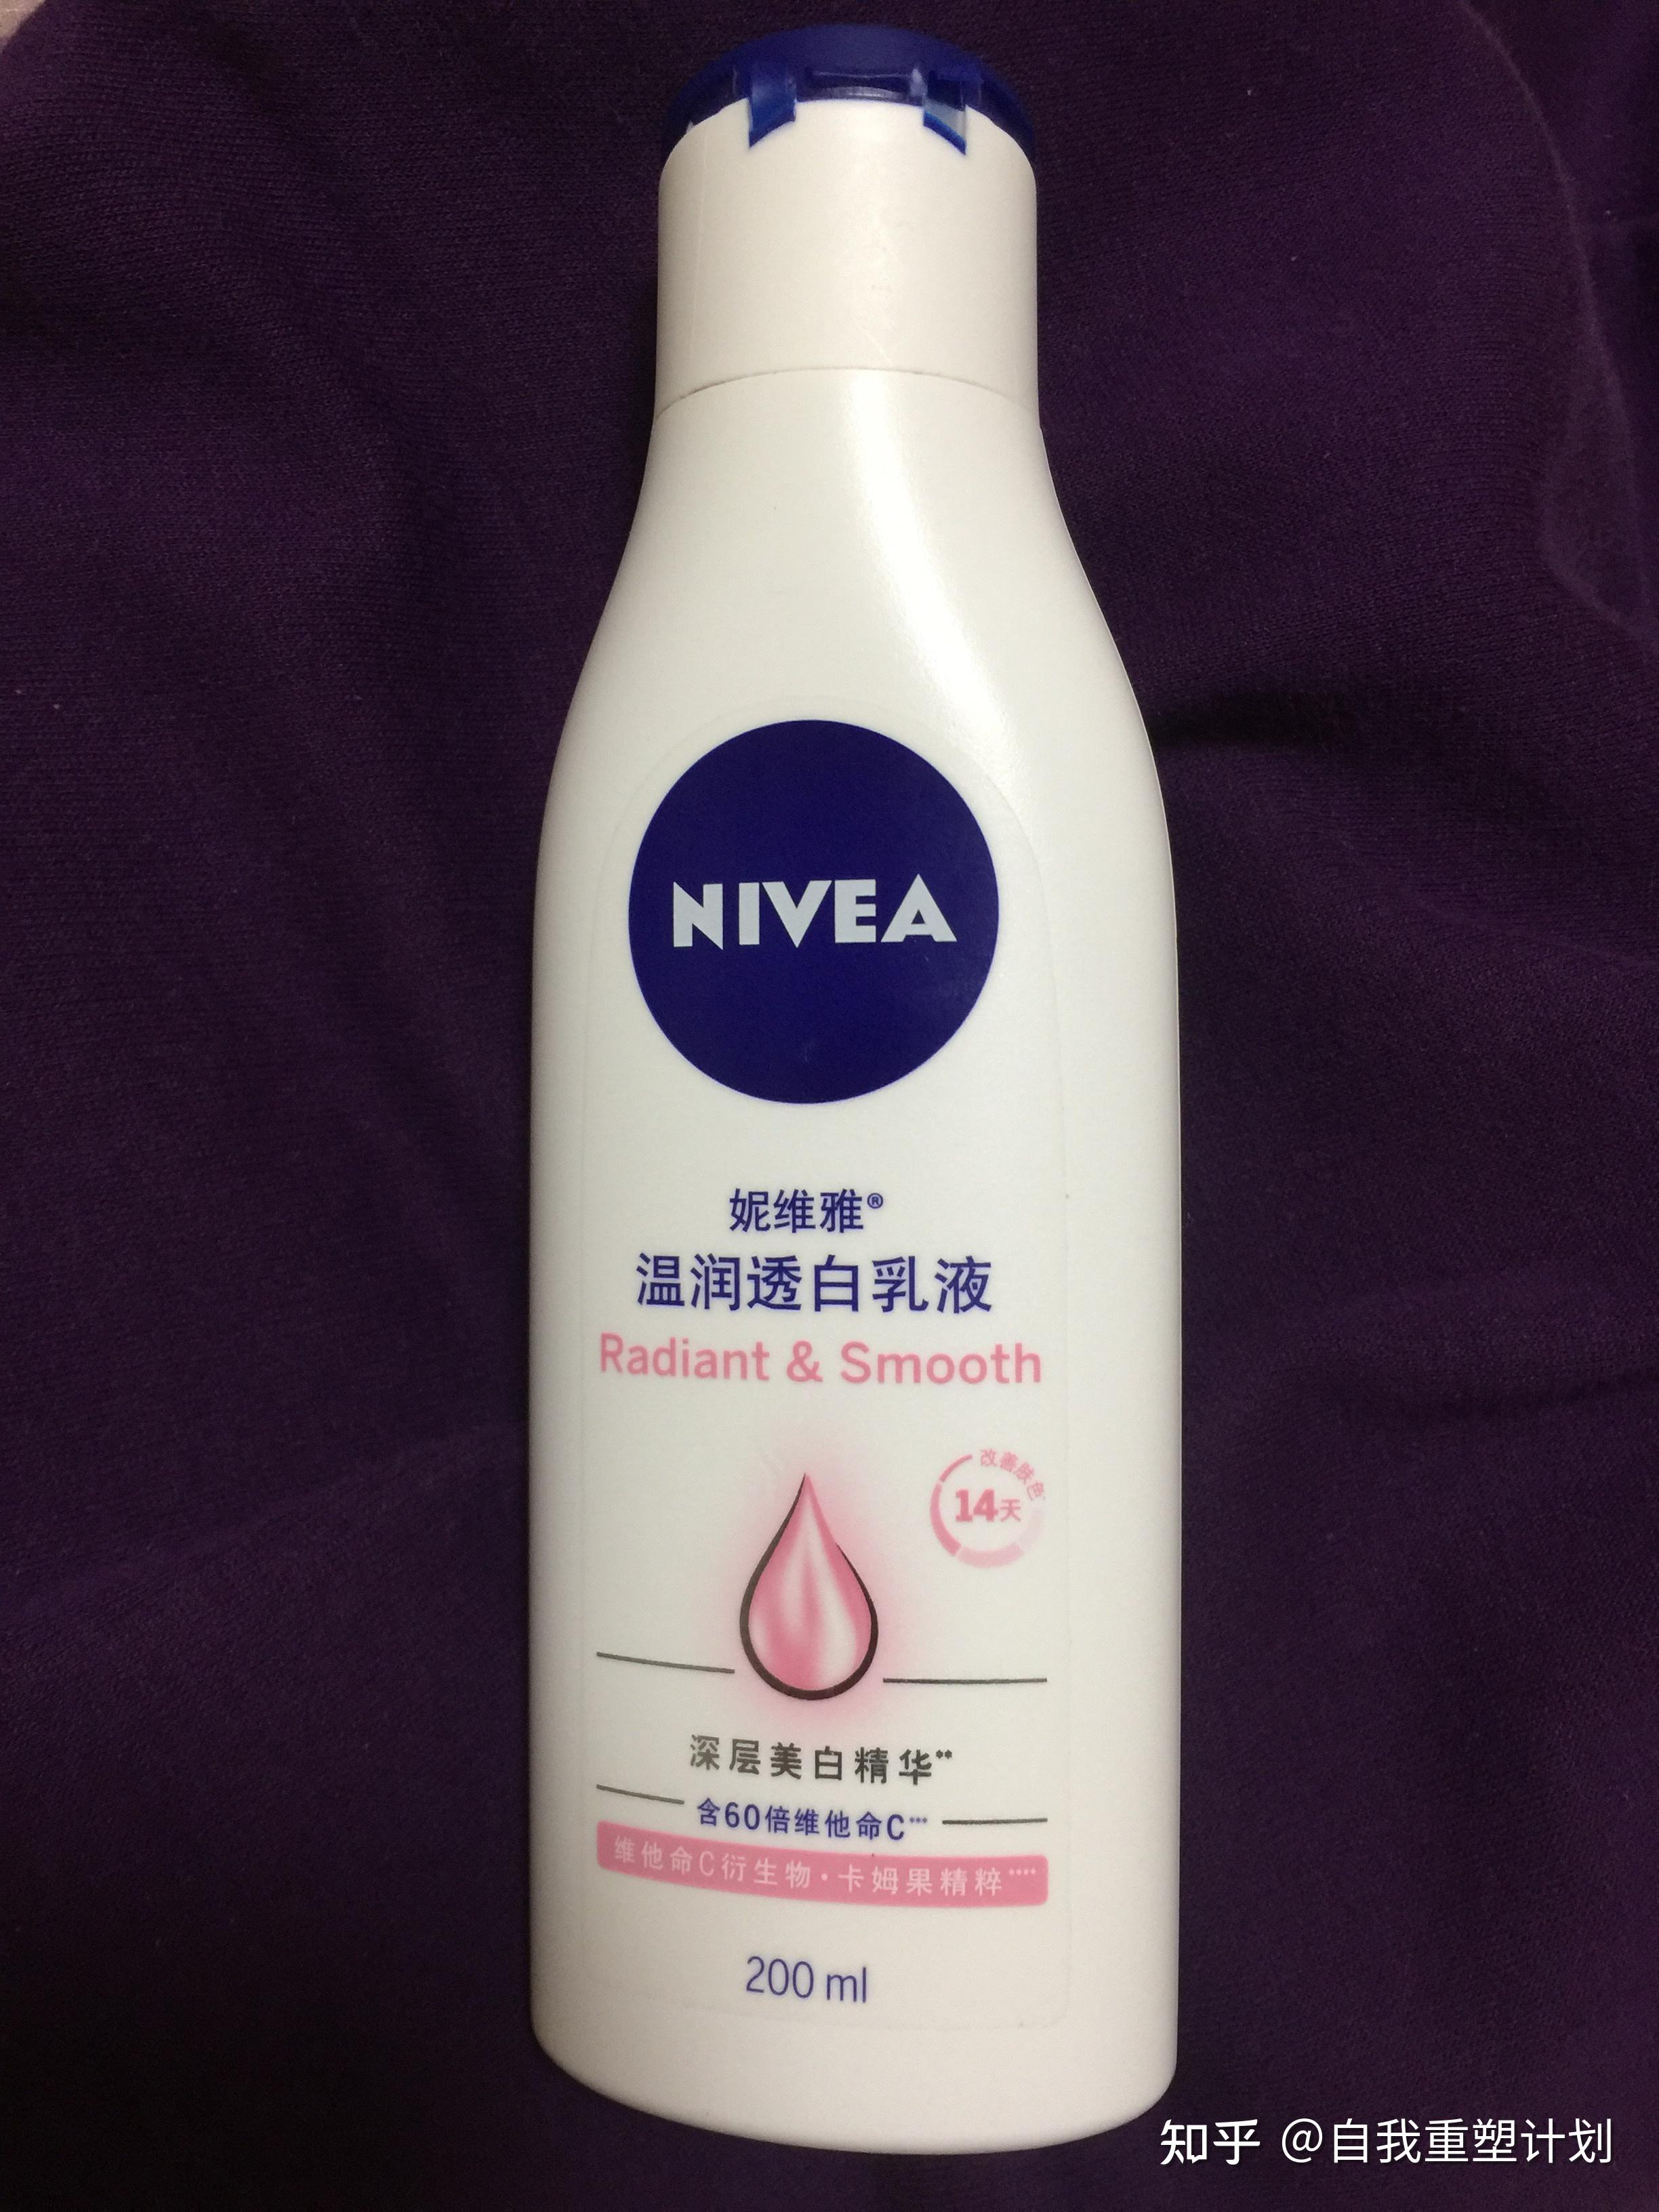 NIVEA
妮维雅®
温润透白乳液
Radiant & Smooth
改善肤色*
14天
深层美白精华**
含60倍维他命C***
维他命C衍生物·卡姆果精粹****
200 ml
知乎 @自我重塑计划